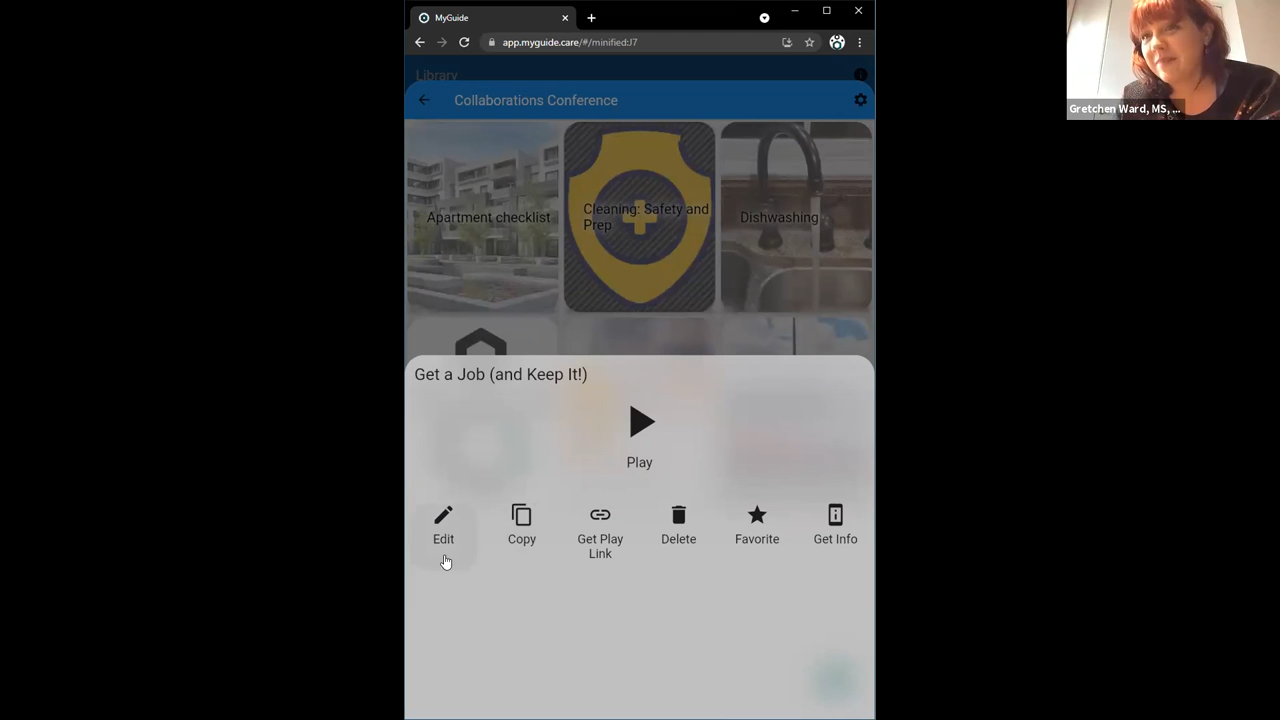 MyGuide
app.myguide.care/#/minified:J7
Library
Collaborations Conference
Apartment checklist
Cleaning: Safety and
Prep
Dishwashing
Get a Job (and Keep It!)
Play
Edit
Copy
Get Play
Link
Delete
Favorite
Get Info
Gretchen Ward, MS, ...